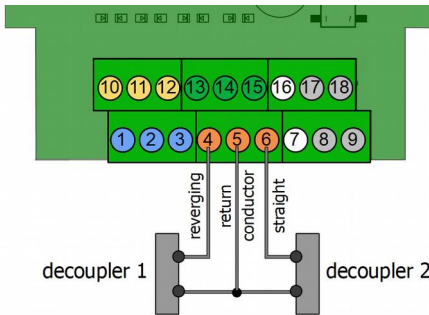 10 11 12 13 14 15 16 17 18
1 2 3 4 5 6 7 8 9
reverging
return
conductor
straight
decoupler 1
decoupler 2